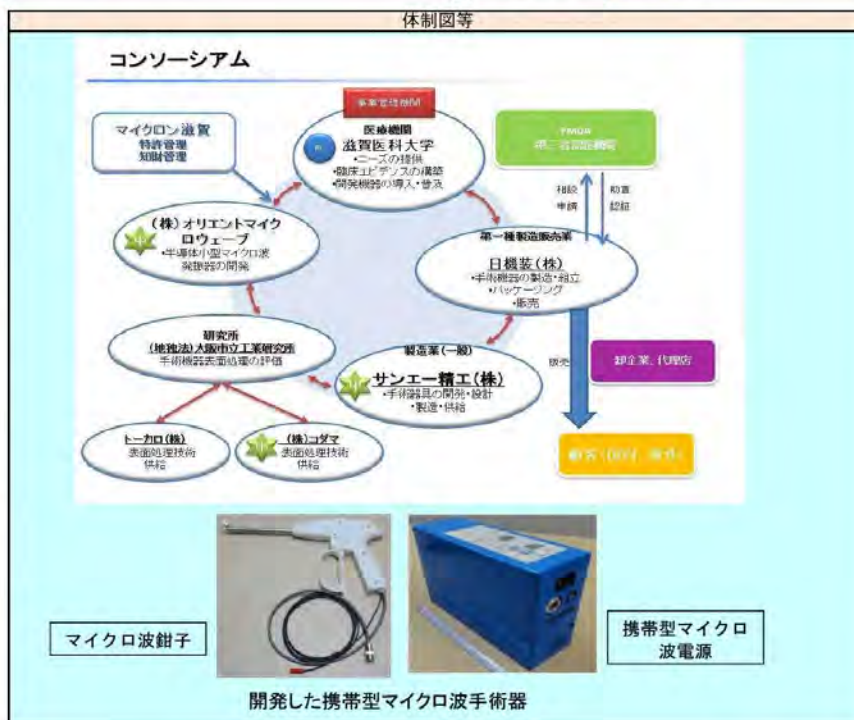 体制図等
コンソーシアム
事業管理機関
マイクロン滋賀
特許管理
知財管理
医療機関
滋賀医科大学
・ニーズの提供
・臨床エビデンスの構築
・開発機器の導入・普及
PMDA
相談
申請
助言
認証
(株)オリエントマイク
ロウェーブ
・半導体小型マイクロ波
発振器の開発
第一種製造販売業
日機装(株)
・手術機器の製造・組立
・パッケージング
・販売
研究所
(地独法)大阪市立工業研究所
手術機器表面処理の評価
製造業(一般)
サンエー精工(株)
・手術器具の開発・設計
・製造・供給
販売
卸企業、代理店
トーカロ(株)
表面処理技術
供給
(株)コダマ
表面処理技術
供給
マイクロ波鉗子
携帯型マイクロ
波電源
開発した携帯型マイクロ波手術器